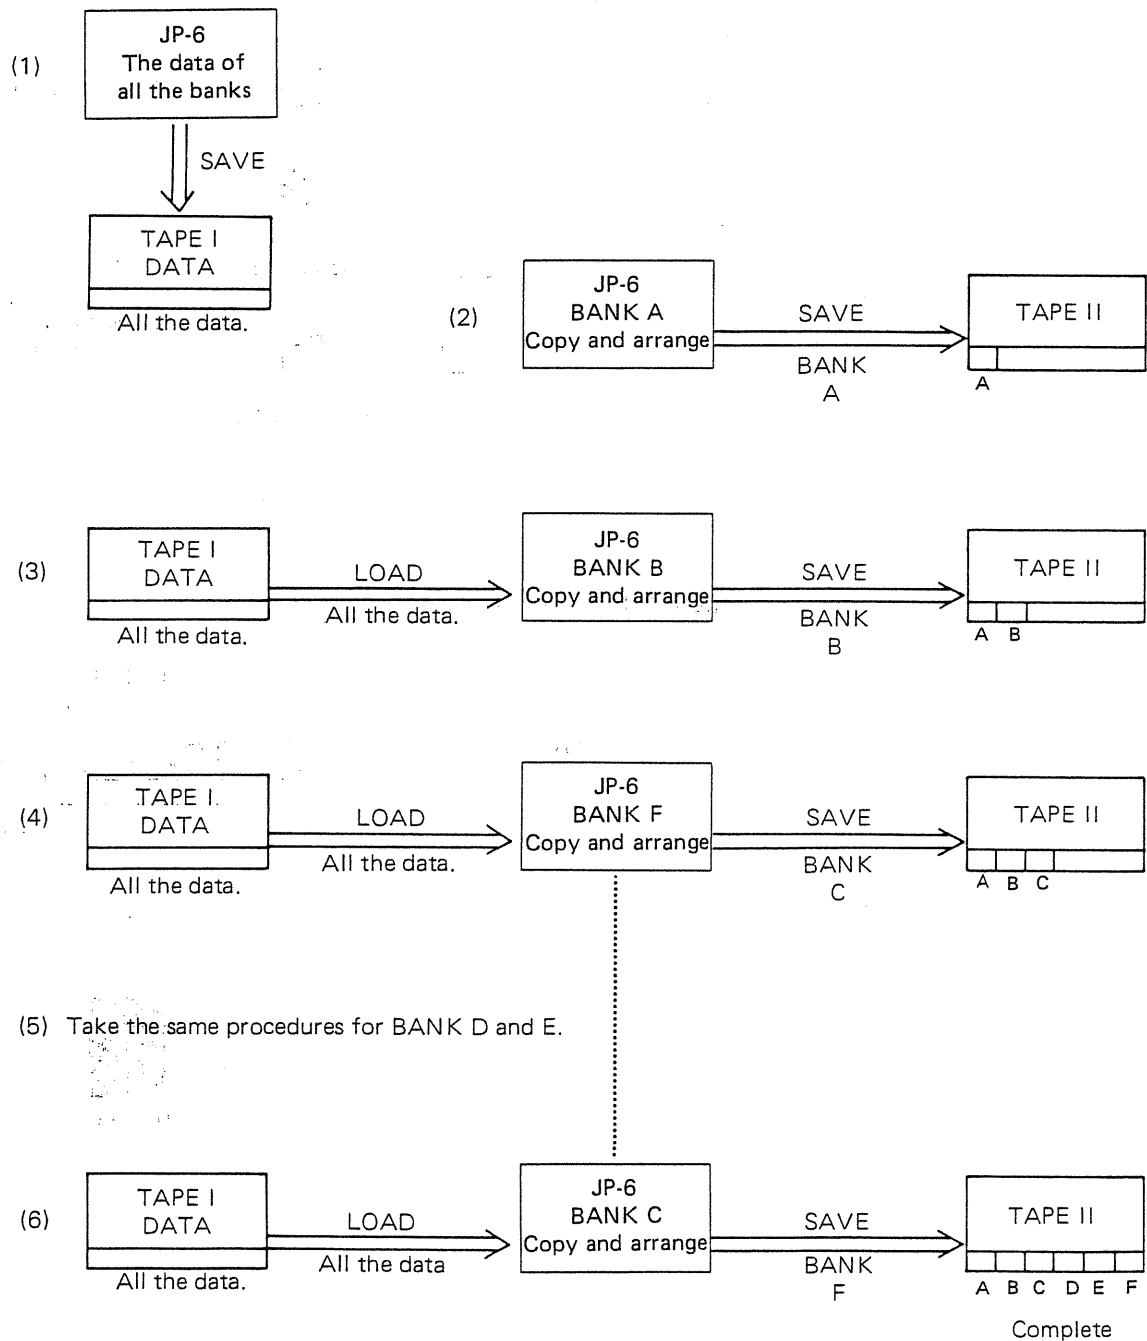 (1)
JP-6
The data of
all the banks
SAVE
TAPE I
DATA
All the data.
(2)
JP-6
BANK A
Copy and arrange
SAVE
BANK
A
TAPE II
A
(3)
TAPE I
DATA
All the data.
LOAD
All the data.
JP-6
BANK B
Copy and arrange
SAVE
BANK
B
TAPE II
A B
(4)
TAPE I
DATA
All the data.
LOAD
All the data.
JP-6
BANK F
Copy and arrange
SAVE
BANK
C
TAPE II
A B C
(5) Take the same procedures for BANK D and E.
(6)
TAPE I
DATA
All the data.
LOAD
All the data
JP-6
BANK C
Copy and arrange
SAVE
BANK
F
TAPE II
A B C D E F
Complete